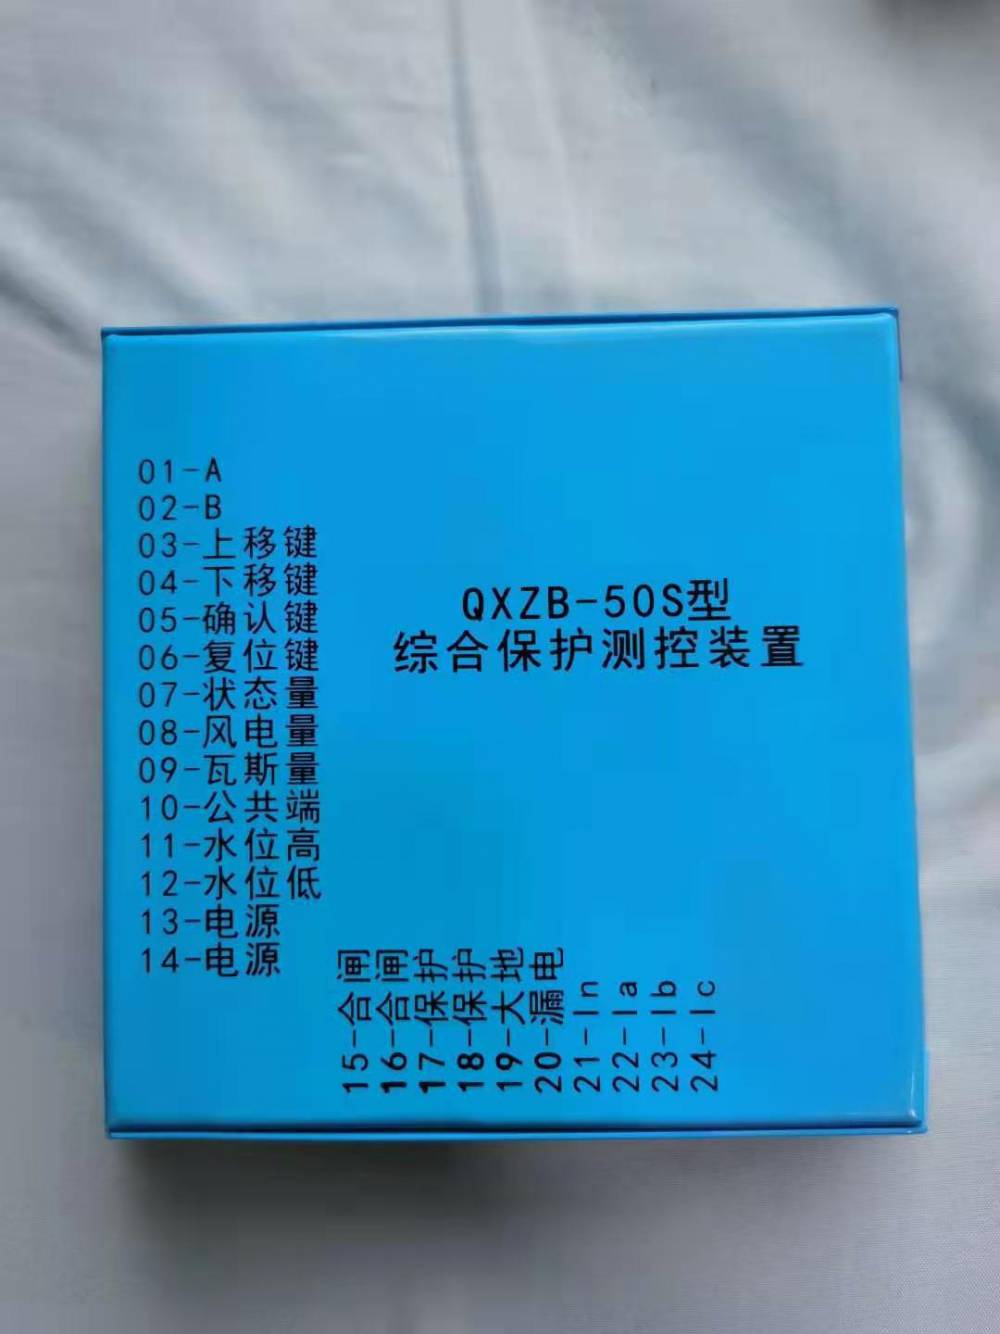 01-A
02-B
03-上移键
04-下移键
05-确认键
06-复位键
07-状态量
08-风电量
09-瓦斯量
10-公共端
11-水位高
12-水位低
13-电源
14-电源
QXZB-50S型
综合保护测控装置
15-合闸
16-合闸
17-保护
18-保护
19-大地
20-漏电
21-In
22-Ia
23-Ib
24-Ic